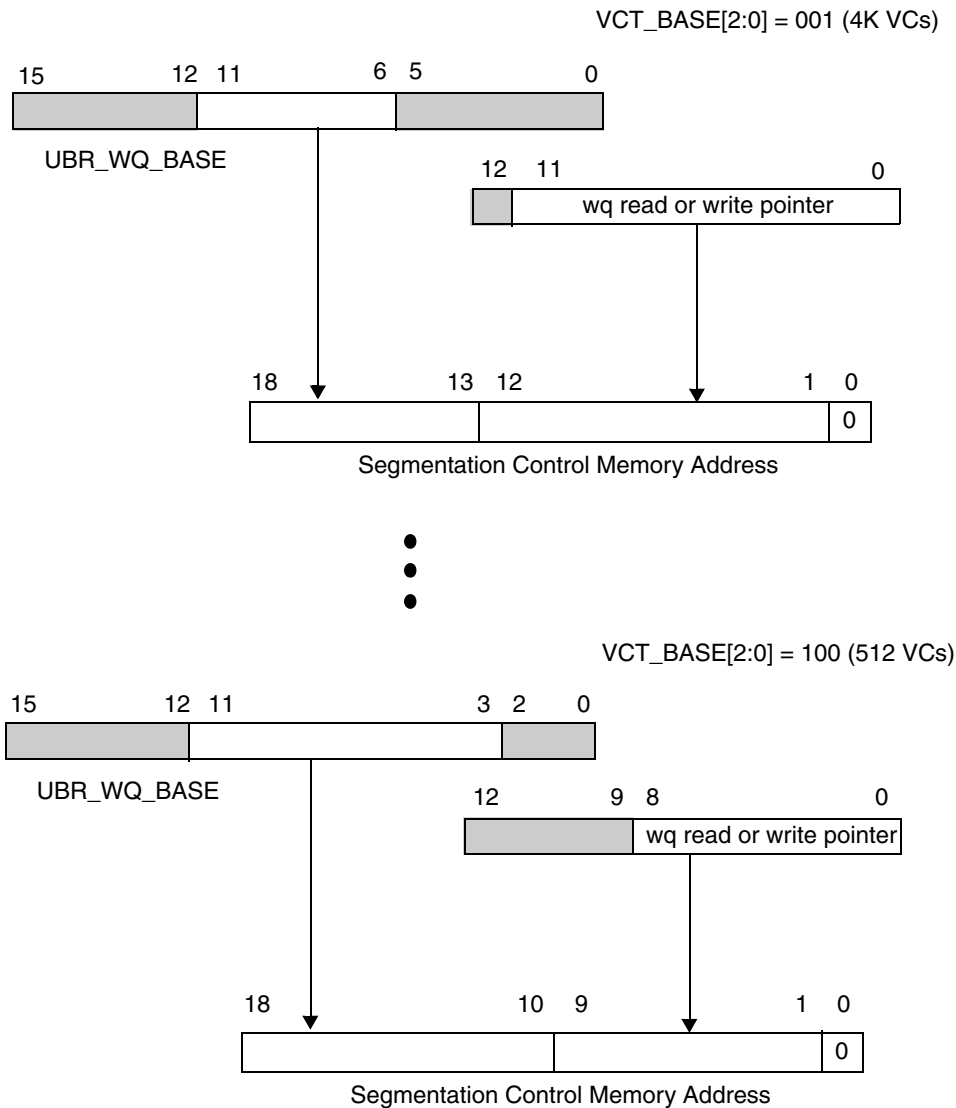 VCT_BASE[2:0] = 001 (4K VCs)
15 12 11 6 5 0
UBR_WQ_BASE
12 11 0
wq read or write pointer
18 13 12 1 0
0
Segmentation Control Memory Address
VCT_BASE[2:0] = 100 (512 VCs)
15 12 11 3 2 0
UBR_WQ_BASE
12 9 8 0
wq read or write pointer
18 10 9 1 0
0
Segmentation Control Memory Address